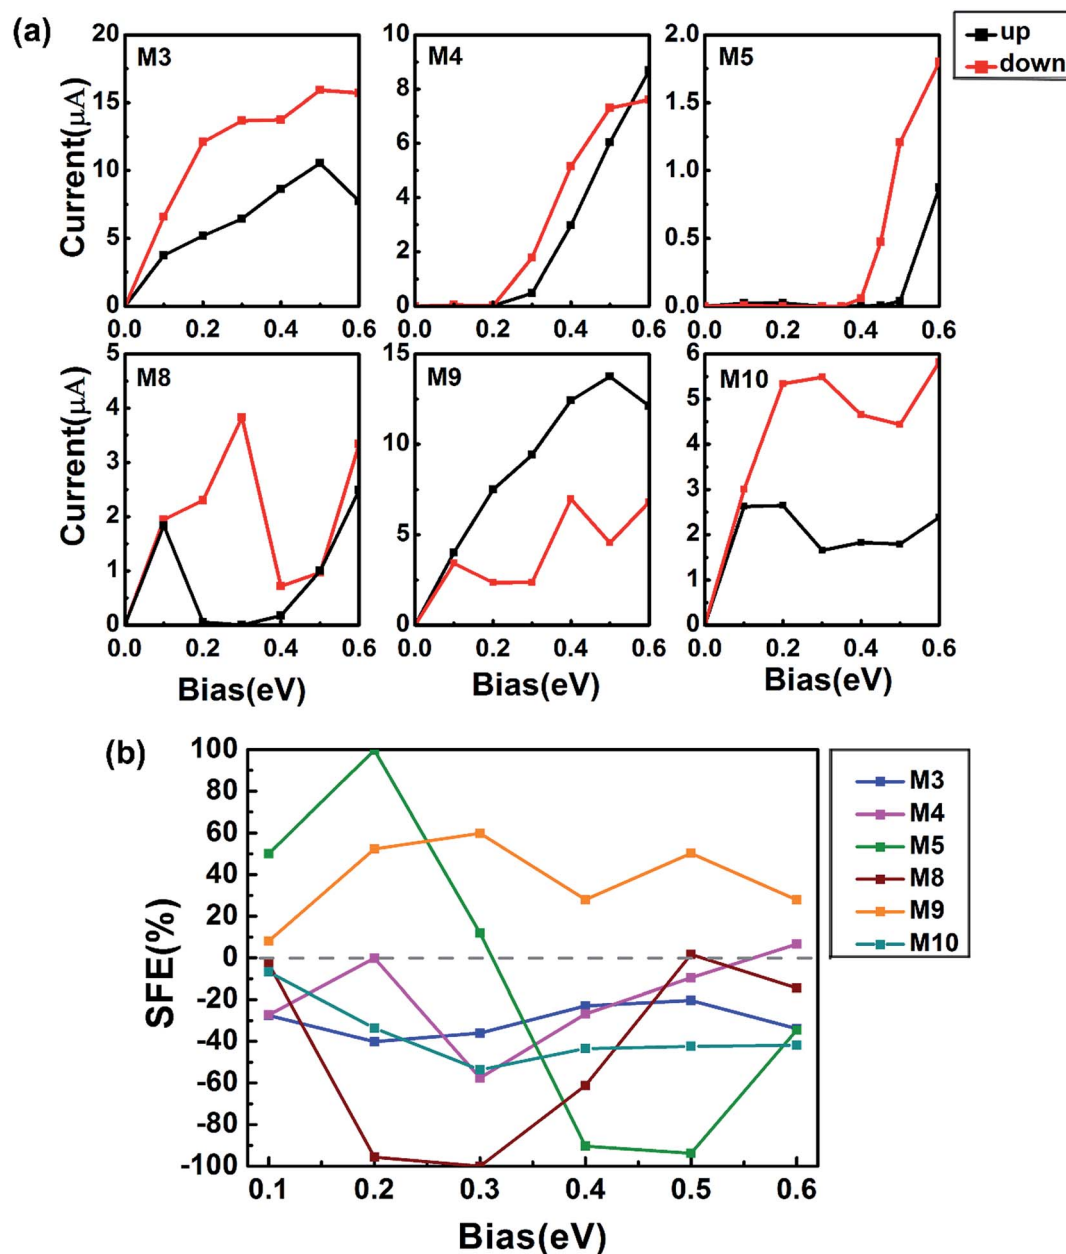 (a)
up
down
M3
Current(μA)
20
15
10
5
0
0.0 0.2 0.4 0.6
M4
10
8
6
4
2
0
0.0 0.2 0.4 0.6
M5
2.0
1.5
1.0
0.5
0.0
0.0 0.2 0.4 0.6
M8
Current(μA)
5
4
3
2
1
0
0.0 0.2 0.4 0.6
Bias(eV)
M9
15
10
5
0
0.0 0.2 0.4 0.6
Bias(eV)
M10
6
5
4
3
2
1
0
0.0 0.2 0.4 0.6
Bias(eV)
(b)
SFE(%)
100
80
60
40
20
0
-20
-40
-60
-80
-100
0.1 0.2 0.3 0.4 0.5 0.6
Bias(eV)
M3
M4
M5
M8
M9
M10